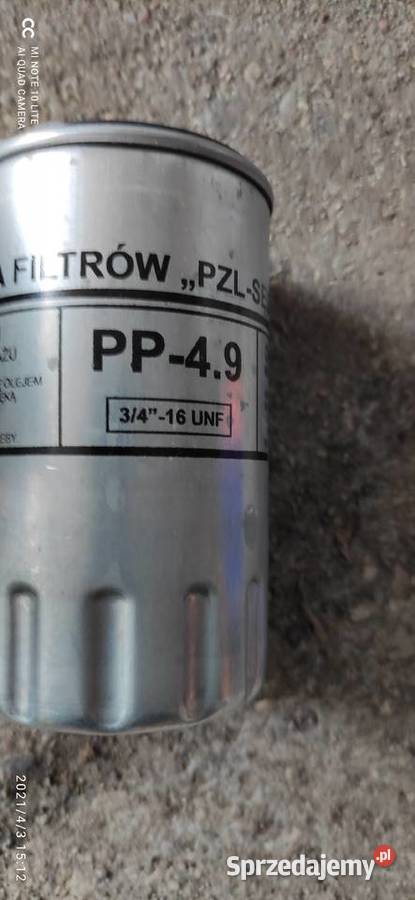 MI NOTE 10 LITE
AI QUAD CAMERA
A FILTRÓW „PZL-SE
PP-4.9
3/4”-16 UNF
OLEJEM
2021/4/3 15:12
Sprzedajemy.pl